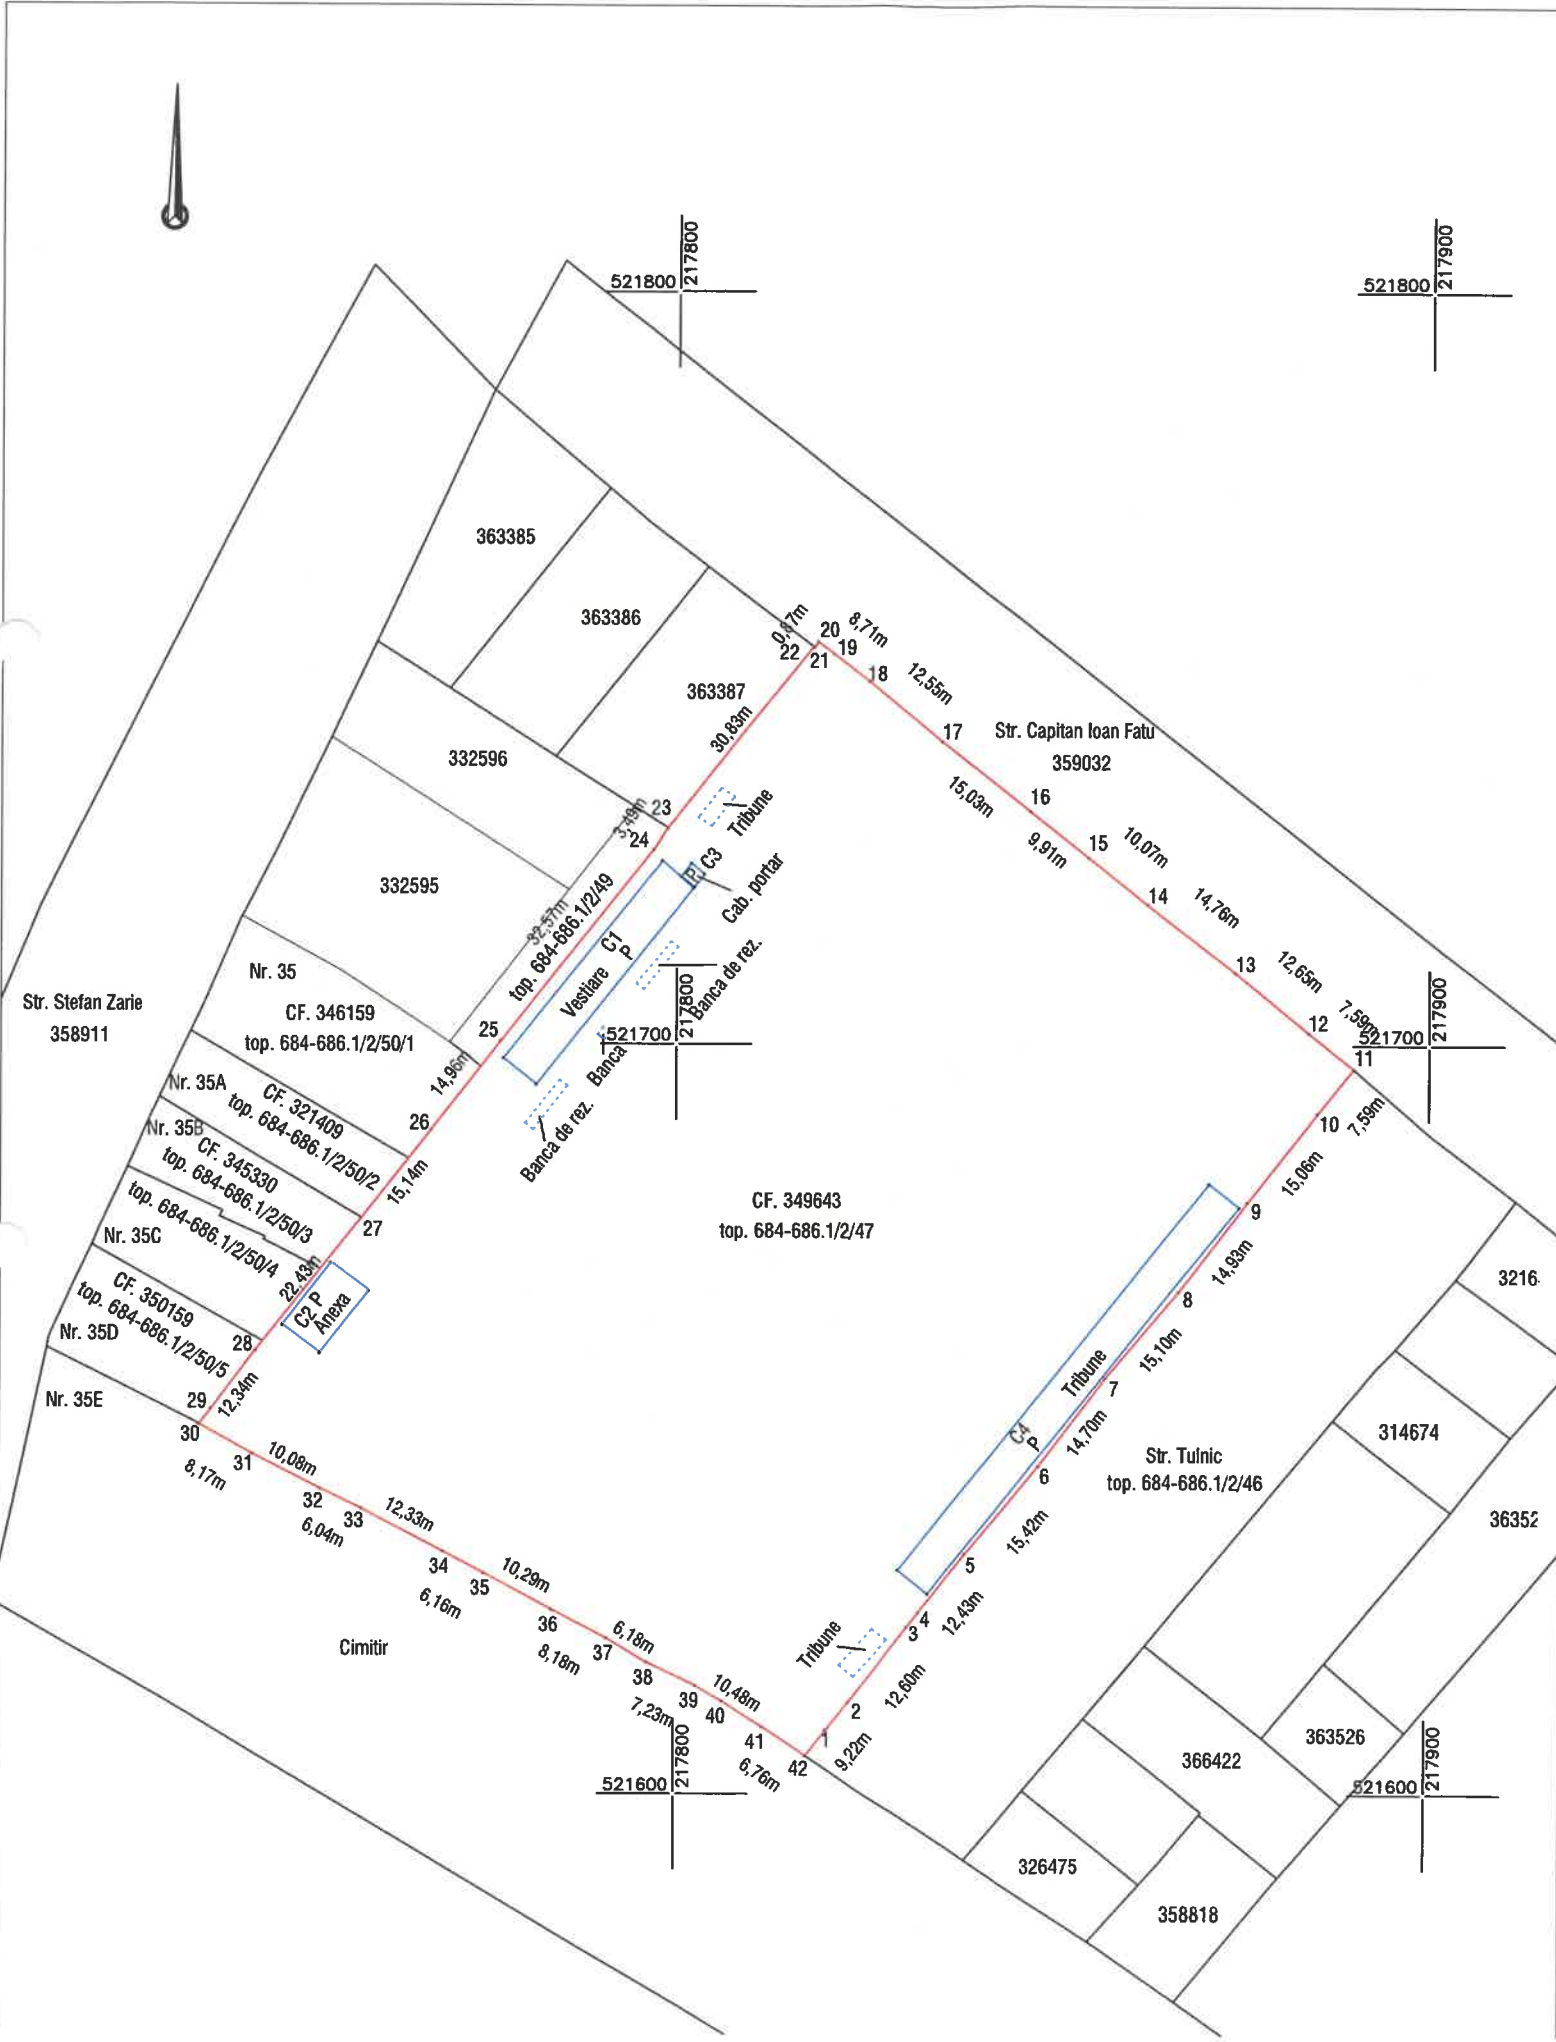 521800
217800
521800
217900
363385
363386
363387
332596
332595
0,87m
20
8,71m
22
21
19
18
12,55m
17
Str. Capitan Ioan Fatu
359032
15,03m
16
9,91m
15
10,07m
14
14,76m
13
12,65m
12
7,59m
521700
217900
11
10
7,59m
30,83m
23
3,49m
24
Tribune
C3
P
Cab. portar
32,57m
top. 684-686.1/2/49
C1
P
Vestiare
Banca de rez.
521700
217800
Banca
Banca de rez.
25
14,96m
26
15,14m
27
22,43m
C2 P
Anexa
28
12,34m
29
30
Nr. 35
CF. 346159
top. 684-686.1/2/50/1
Str. Stefan Zarie
358911
Nr. 35A
CF. 321409
top. 684-686.1/2/50/2
Nr. 35B
CF. 345330
top. 684-686.1/2/50/3
top. 684-686.1/2/50/4
Nr. 35C
CF. 350159
top. 684-686.1/2/50/5
Nr. 35D
Nr. 35E
CF. 349643
top. 684-686.1/2/47
15,06m
9
14,93m
8
15,10m
7
Tribune
C4
P
14,70m
6
15,42m
5
12,43m
4
3
Tribune
12,60m
2
1
9,22m
42
Str. Tulnic
top. 684-686.1/2/46
3216
314674
36352
31
8,17m
10,08m
32
6,04m
33
12,33m
34
6,16m
35
10,29m
36
8,18m
37
6,18m
38
7,23m
39
40
10,48m
41
6,76m
Cimitir
521600
217800
363526
366422
521600
217900
326475
358818